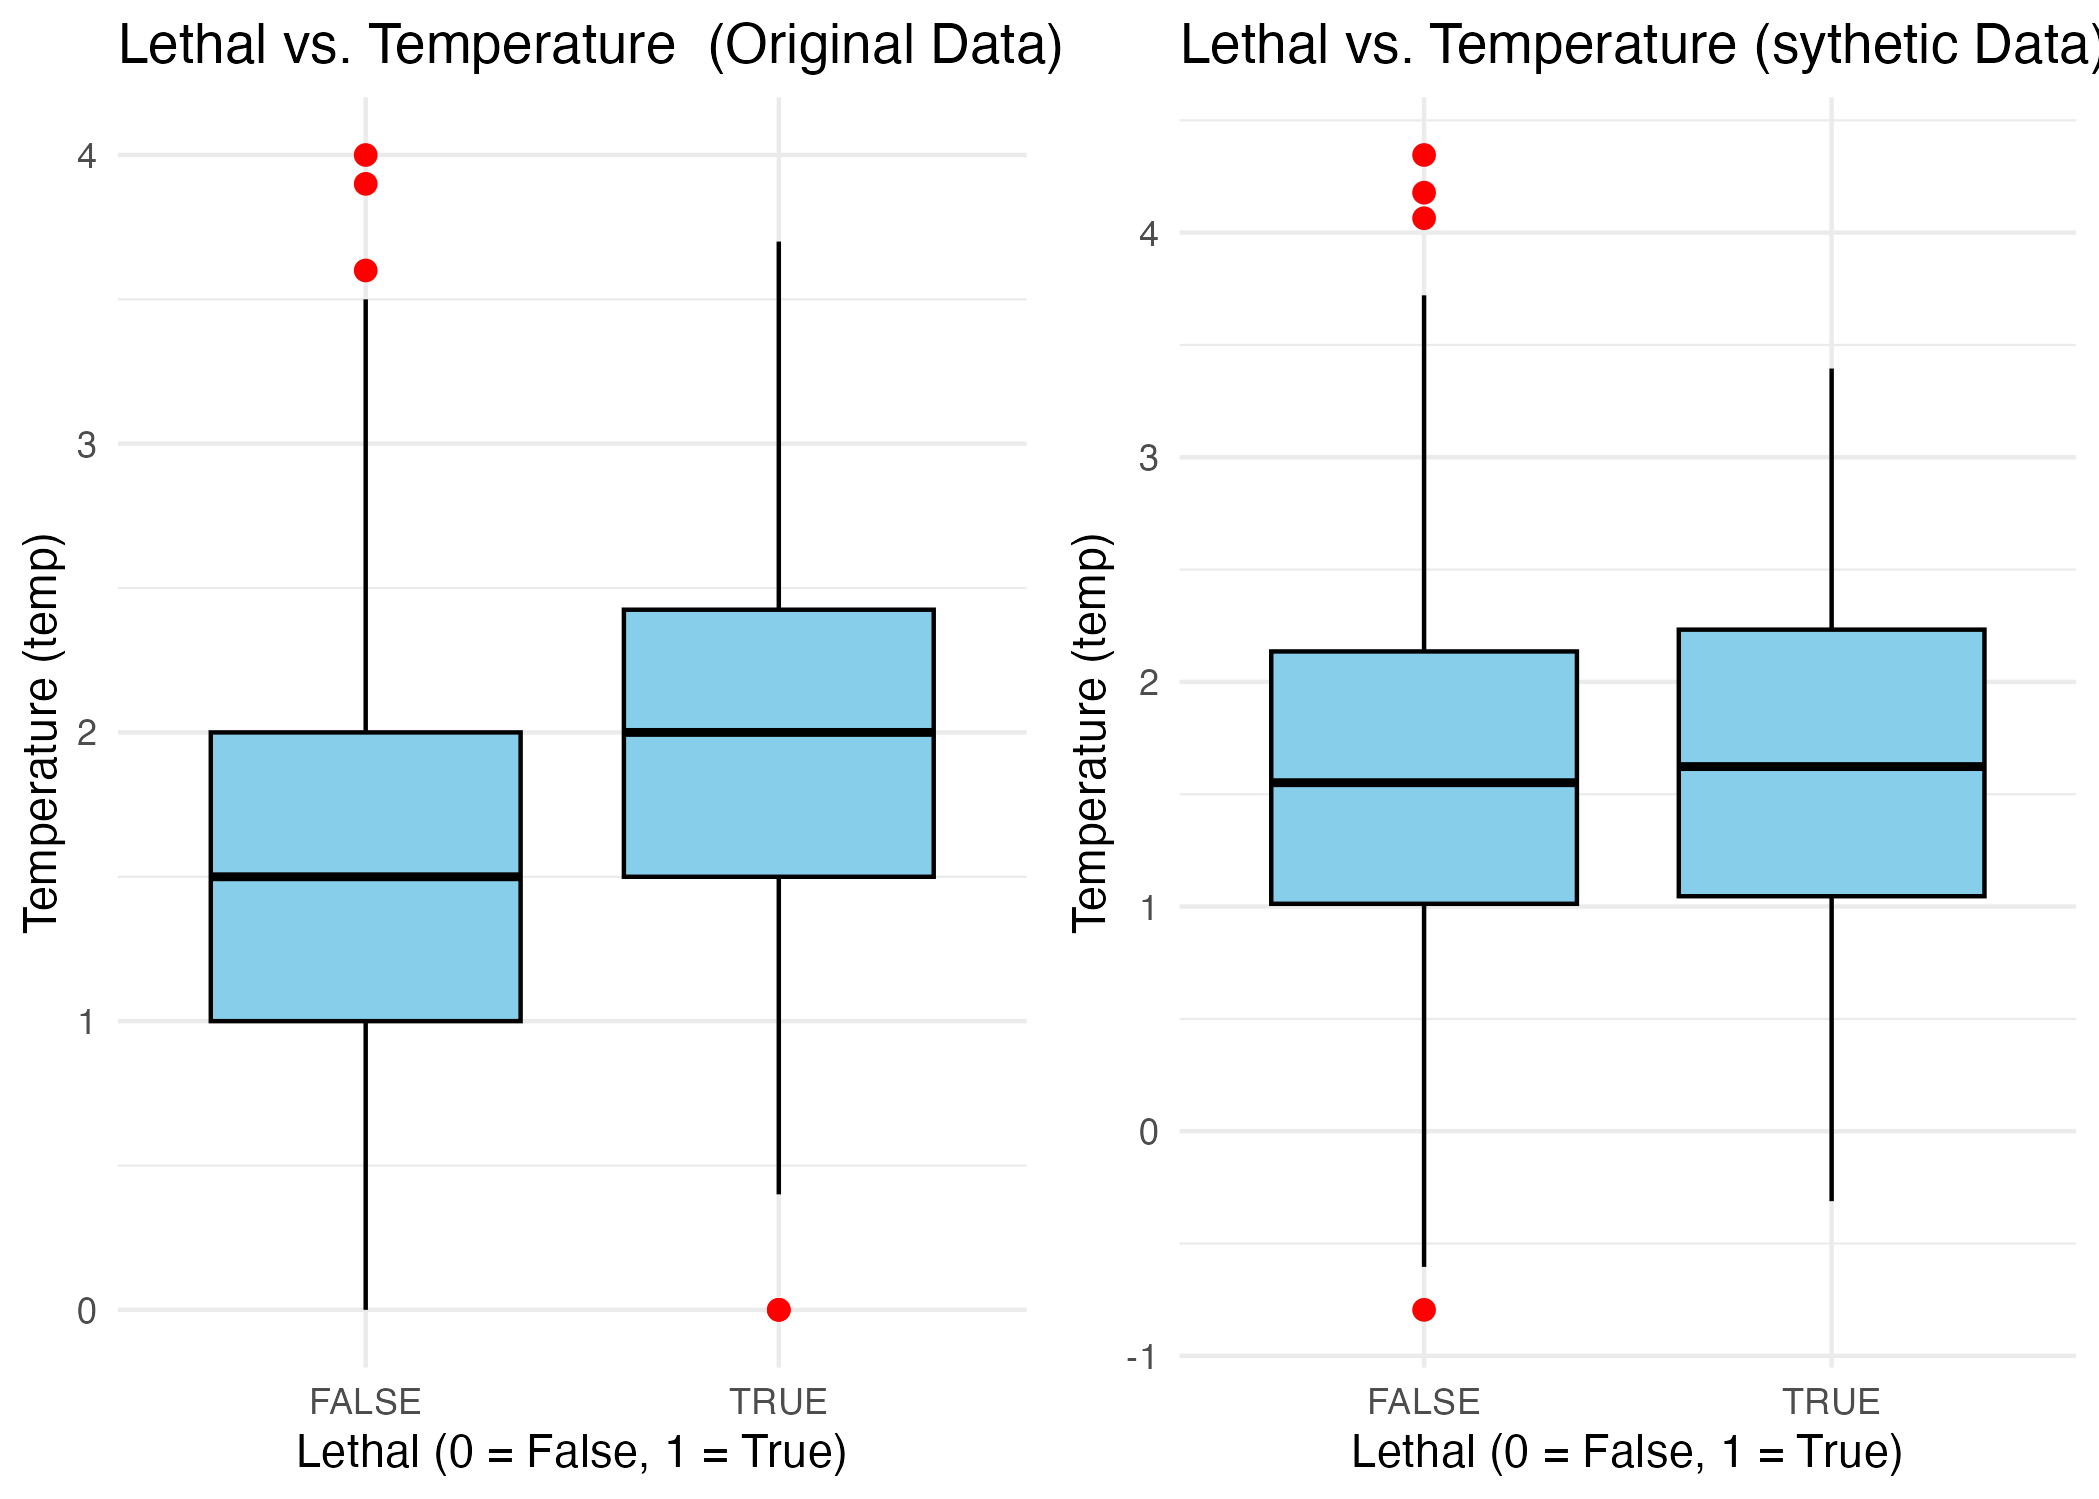 Lethal vs. Temperature  (Original Data)
4
3
2
1
0
Temperature (temp)
FALSE TRUE
Lethal (0 = False, 1 = True)
Lethal vs. Temperature (sythetic Data)
4
3
2
1
0
-1
Temperature (temp)
FALSE TRUE
Lethal (0 = False, 1 = True)